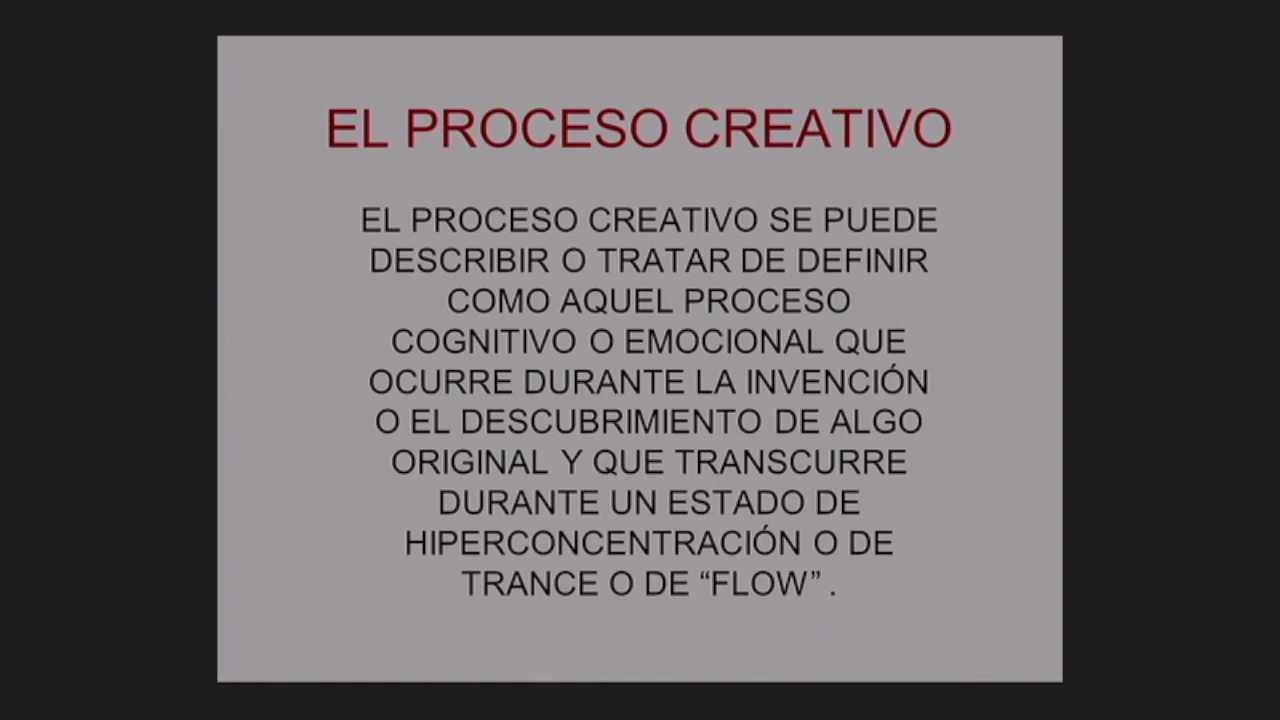 EL PROCESO CREATIVO
EL PROCESO CREATIVO SE PUEDE
DESCRIBIR O TRATAR DE DEFINIR
COMO AQUEL PROCESO
COGNITIVO O EMOCIONAL QUE
OCURRE DURANTE LA INVENCIÓN
O EL DESCUBRIMIENTO DE ALGO
ORIGINAL Y QUE TRANSCURRE
DURANTE UN ESTADO DE
HIPERCONCENTRACIÓN O DE
TRANCE O DE “FLOW” .